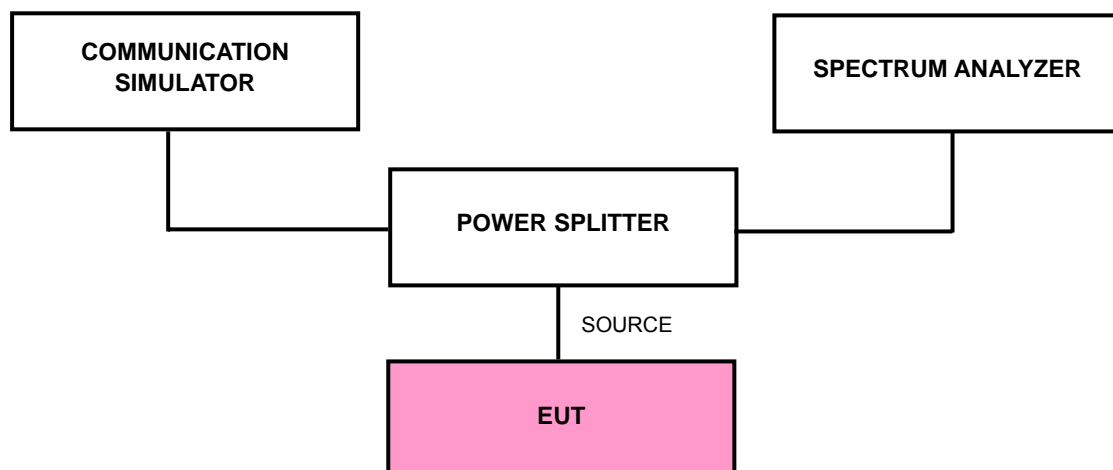 COMMUNICATION
SIMULATOR
SPECTRUM ANALYZER
POWER SPLITTER
SOURCE
EUT